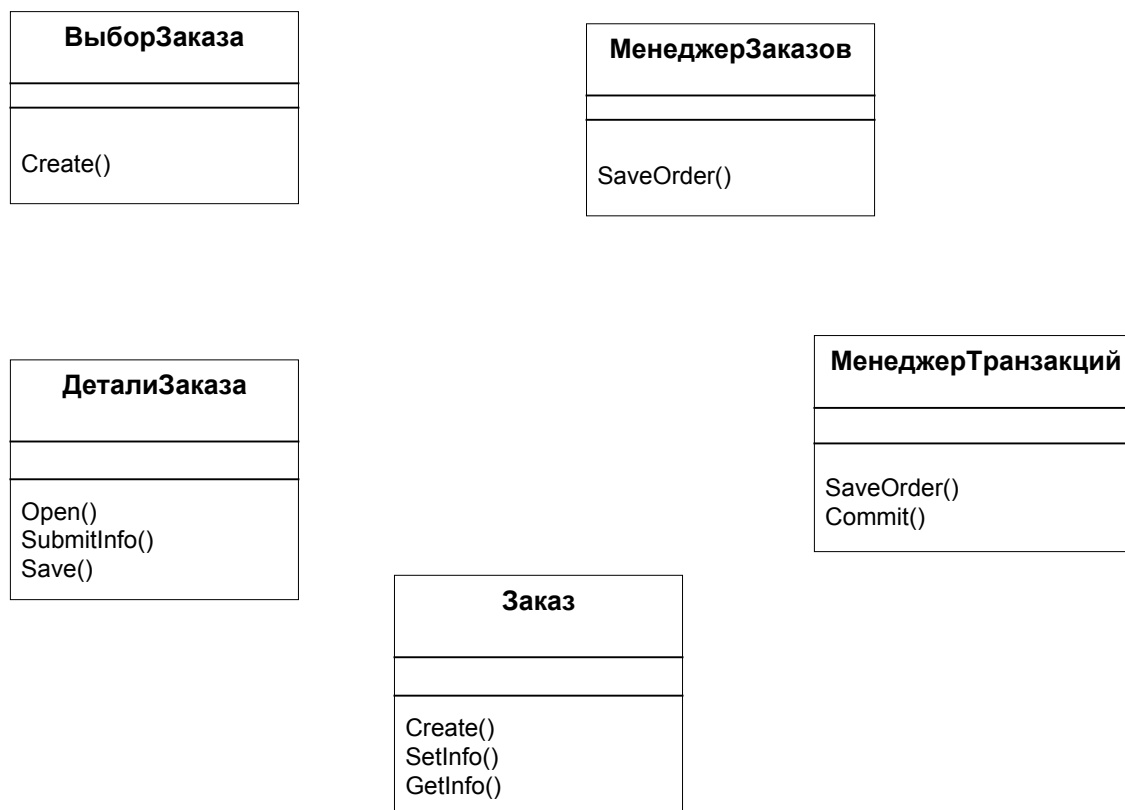 ВыборЗаказа
Create()
МенеджерЗаказов
SaveOrder()
ДеталиЗаказа
Open()
SubmitInfo()
Save()
МенеджерТранзакций
SaveOrder()
Commit()
Заказ
Create()
SetInfo()
GetInfo()